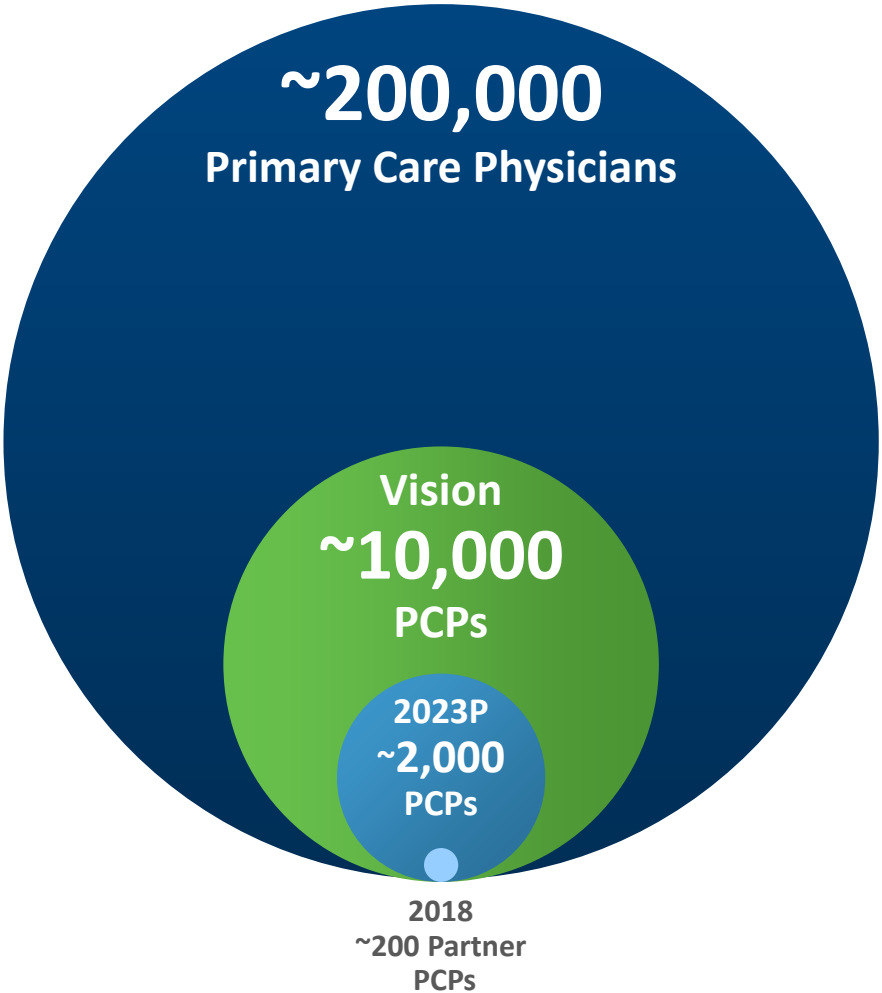 ~200,000
Primary Care Physicians
Vision
~10,000
PCPs
2023P
~2,000
PCPs
2018
~200 Partner
PCPs